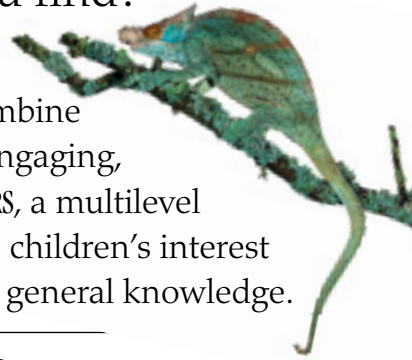 find?
mbine
ngaging,
RS, a multilevel
children’s interest
general knowledge.